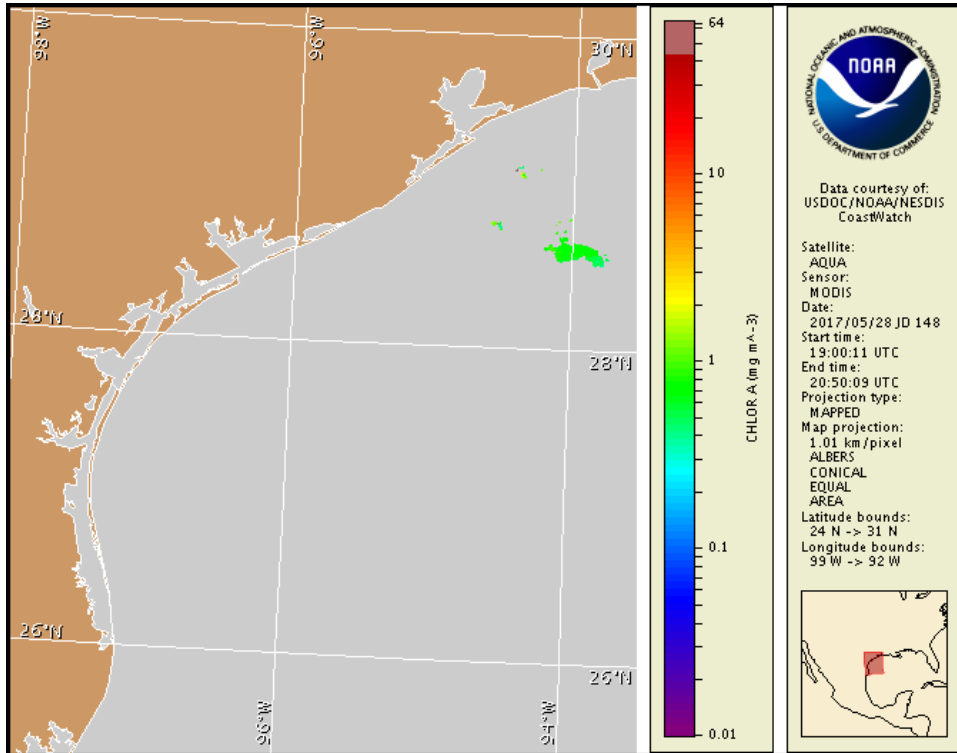 98°W
96°W
30°N
28°N
28°N
26°N
26°N
96°W
94°W
64
10
1
0.1
0.01
CHLOR A (mg m^-3)
NATIONAL OCEANIC AND ATMOSPHERIC ADMINISTRATION
NOAA
U.S. DEPARTMENT OF COMMERCE
Data courtesy of:
USDOC/NOAA/NESDIS
CoastWatch
Satellite:
AQUA
Sensor:
MODIS
Date:
2017/05/28 JD 148
Start time:
19:00:11 UTC
End time:
20:50:09 UTC
Projection type:
MAPPED
Map projection:
1.01 km/pixel
ALBERS
CONICAL
EQUAL
AREA
Latitude bounds:
24 N -> 31 N
Longitude bounds:
99 W -> 92 W